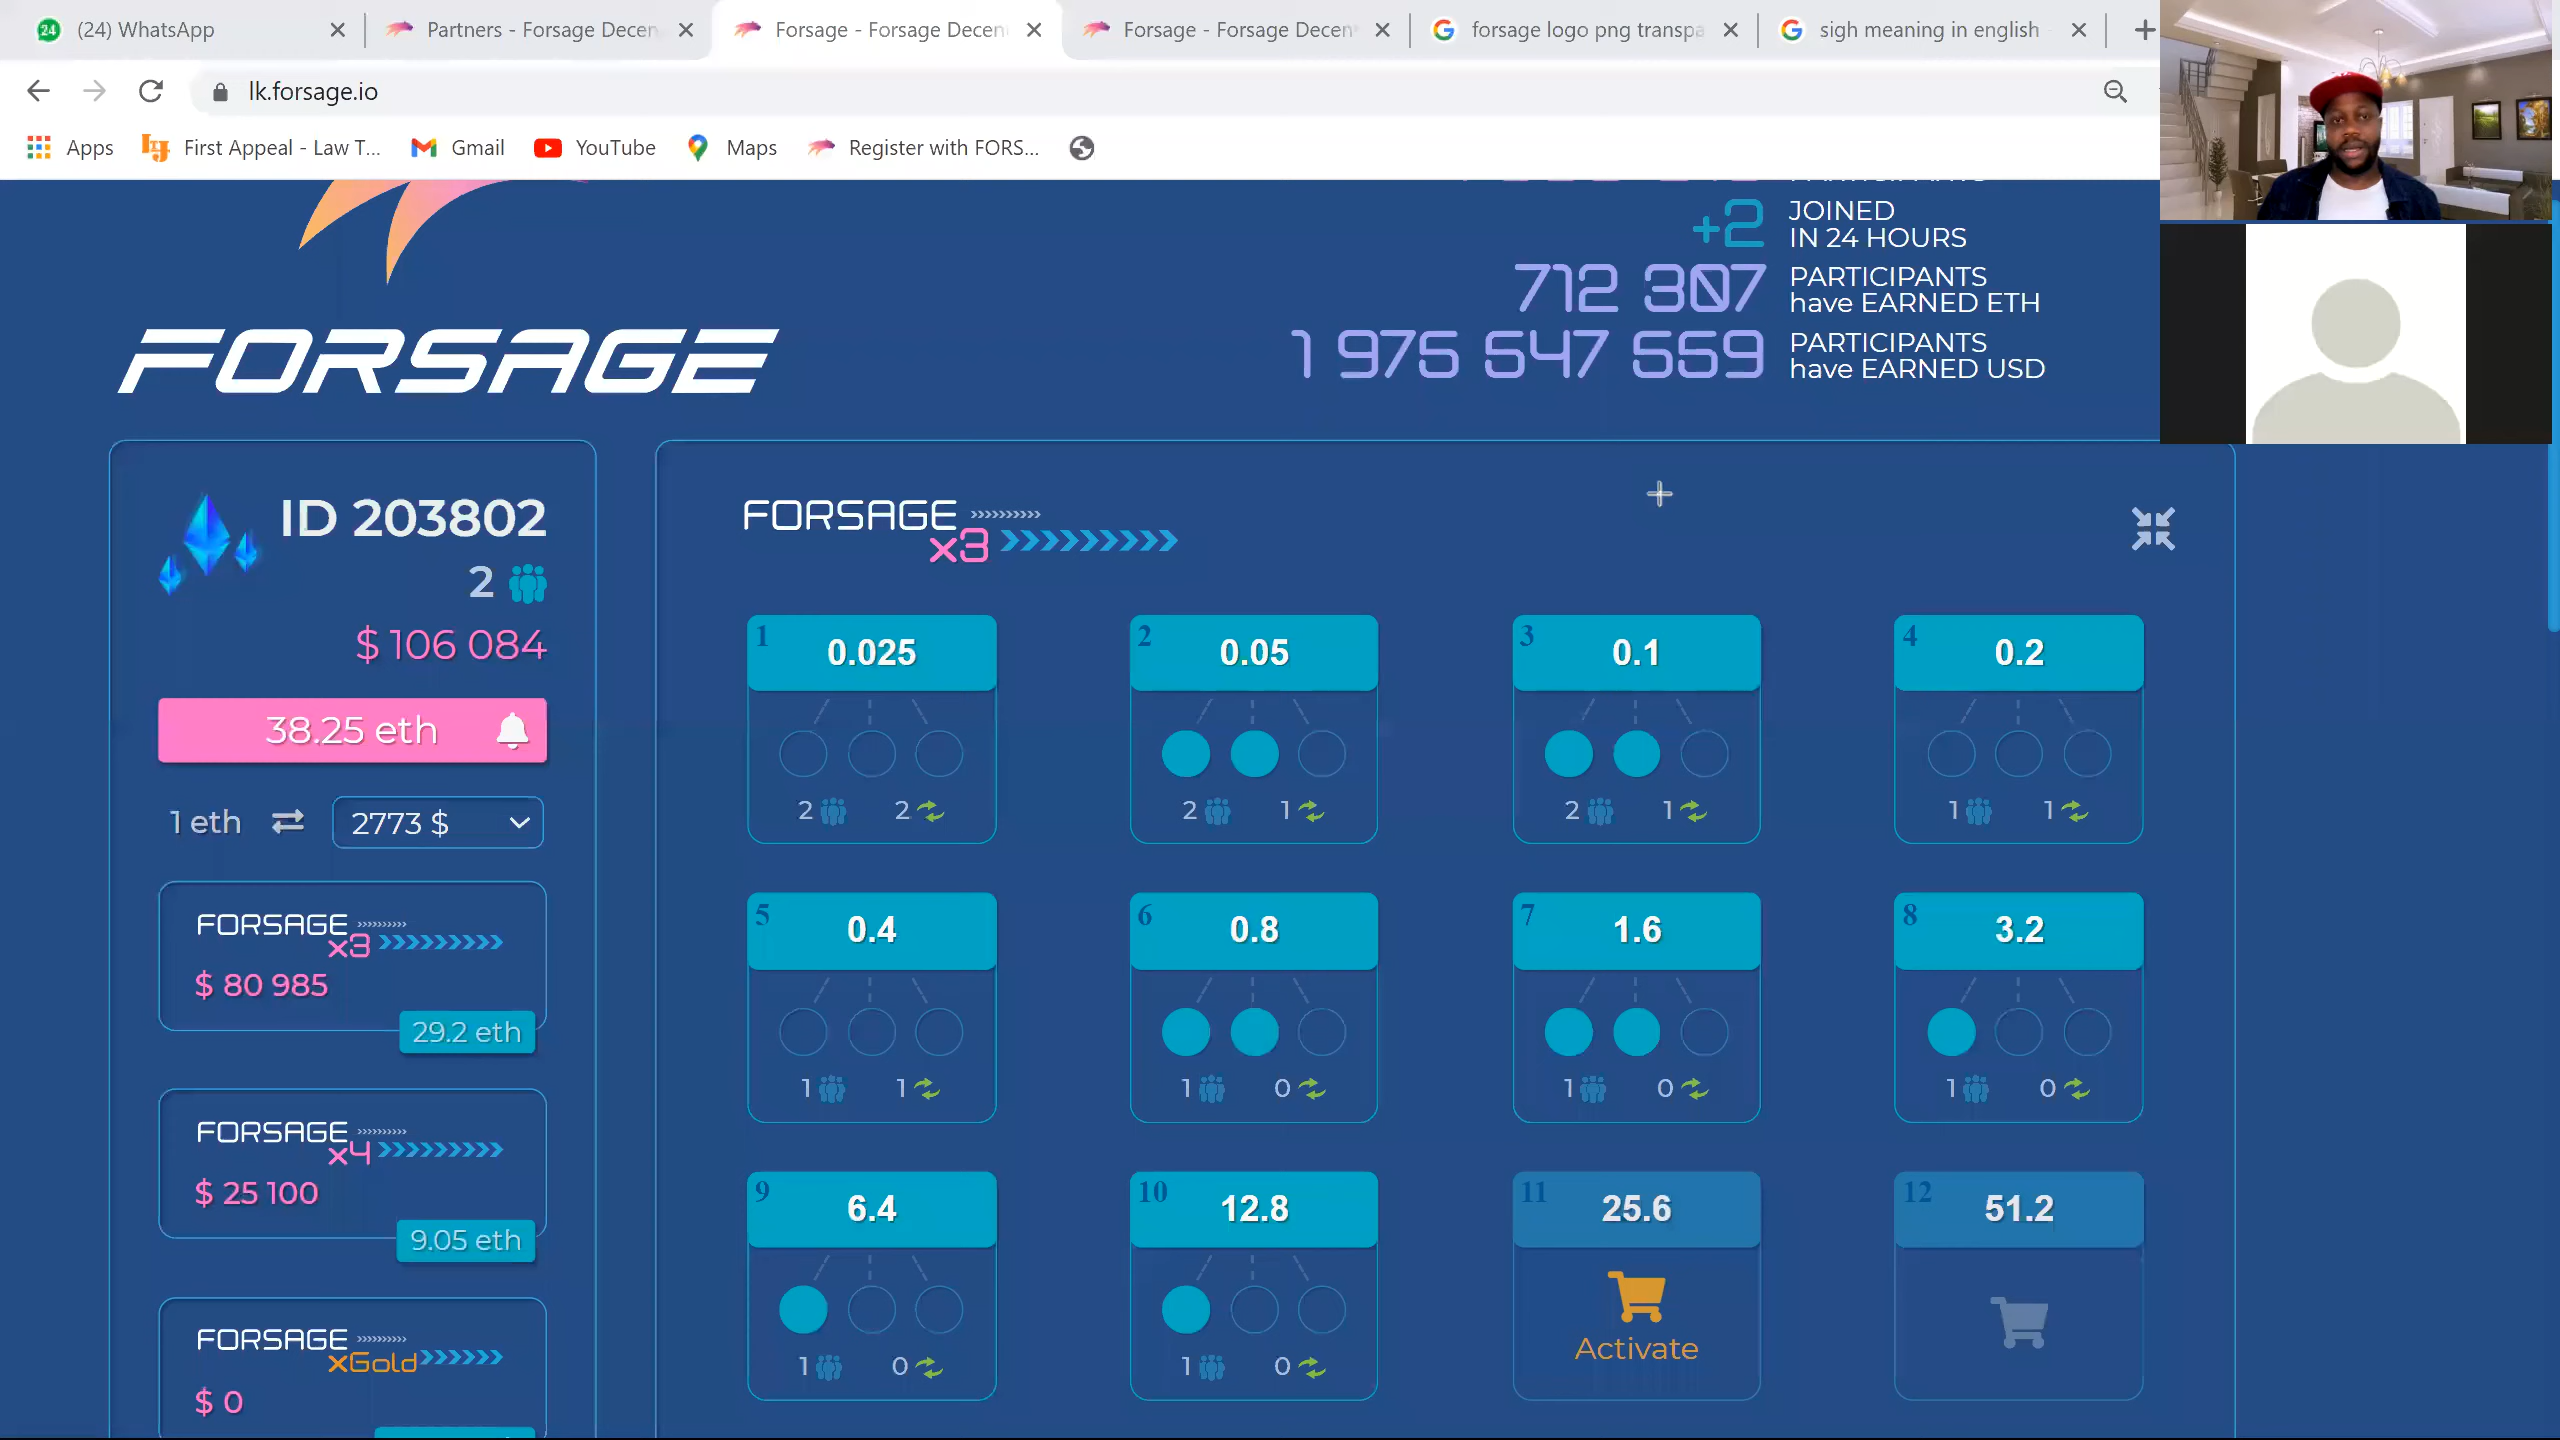 24 (24) WhatsApp
Partners - Forsage Decen
Forsage - Forsage Decen
Forsage - Forsage Decen
forsage logo png transpa
sigh meaning in english
lk.forsage.io
Apps
First Appeal - Law T...
Gmail
YouTube
Maps
Register with FORS...
+2 JOINED
IN 24 HOURS
712 307 PARTICIPANTS
have EARNED ETH
1 975 547 559 PARTICIPANTS
have EARNED USD
FORSAGE
ID 203802
2
$ 106 084
38.25 eth
1 eth 2773 $
FORSAGE
x3
$ 80 985
29.2 eth
FORSAGE
x4
$ 25 100
9.05 eth
FORSAGE
xGold
$ 0
FORSAGE
x3
1 0.025
2 2
2 0.05
2 1
3 0.1
2 1
4 0.2
1 1
5 0.4
1 1
6 0.8
1 0
7 1.6
1 0
8 3.2
1 0
9 6.4
1 0
10 12.8
1 0
11 25.6
Activate
12 51.2